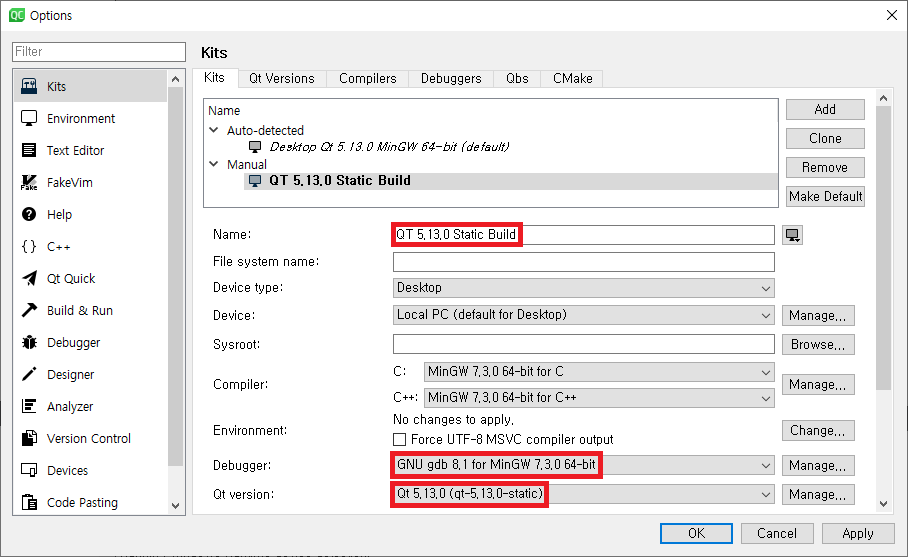 QC Options
Filter
Kits
Environment
Text Editor
FakeVim
Help
C++
Qt Quick
Build & Run
Debugger
Designer
Analyzer
Version Control
Devices
Code Pasting
Kits
Kits Qt Versions Compilers Debuggers Qbs CMake
Name
Auto-detected
Desktop Qt 5.13.0 MinGW 64-bit (default)
Manual
QT 5.13.0 Static Build
Add
Clone
Remove
Make Default
Name: QT 5.13.0 Static Build
File system name:
Device type: Desktop
Device: Local PC (default for Desktop) Manage...
Sysroot: Browse...
Compiler: C: MinGW 7.3.0 64-bit for C Manage...
C++: MinGW 7.3.0 64-bit for C++
Environment: No changes to apply. Change...
Force UTF-8 MSVC compiler output
Debugger: GNU gdb 8.1 for MinGW 7.3.0 64-bit Manage...
Qt version: Qt 5.13.0 (qt-5.13.0-static) Manage...
OK Cancel Apply